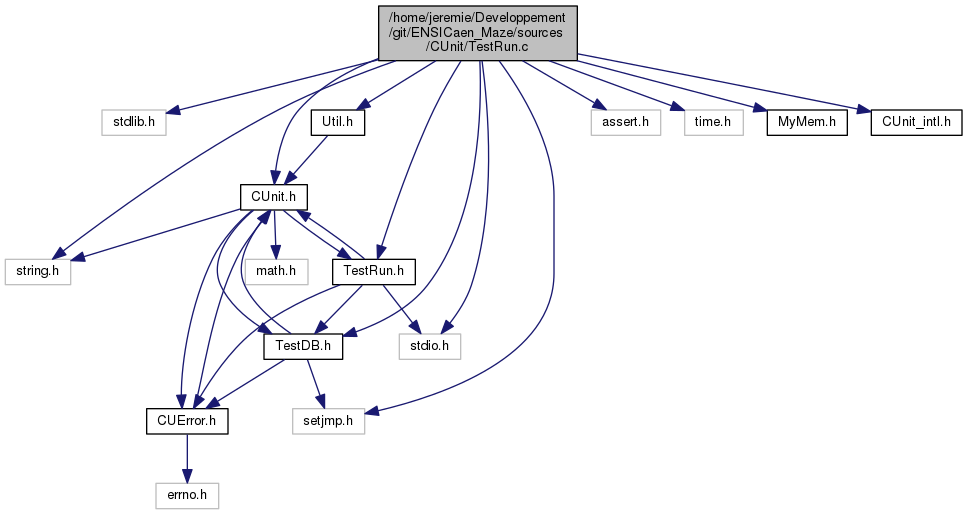 /home/jeremie/Developpement
/git/ENSICaen_Maze/sources
/CUnit/TestRun.c
stdlib.h
Util.h
assert.h
time.h
MyMem.h
CUnit_intl.h
CUnit.h
string.h
math.h
TestRun.h
TestDB.h
stdio.h
CUError.h
setjmp.h
errno.h